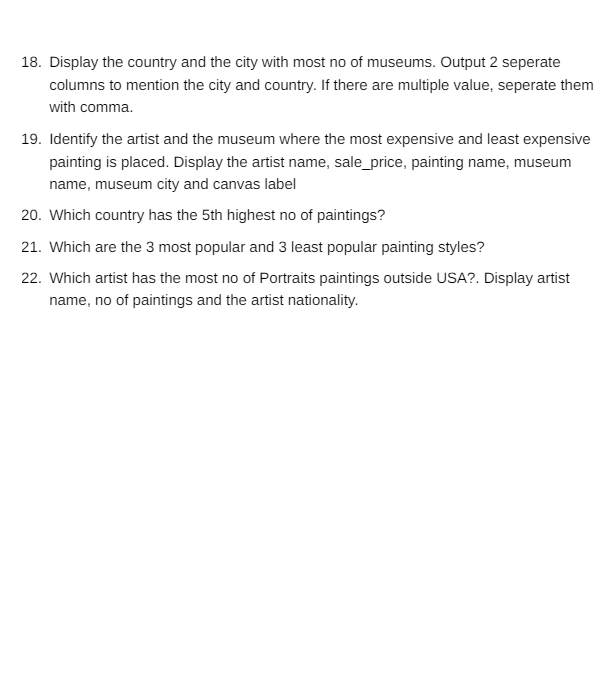 18. Display the country and the city with most no of museums. Output 2 seperate
columns to mention the city and country. If there are multiple value, seperate them
with comma.
19. Identify the artist and the museum where the most expensive and least expensive
painting is placed. Display the artist name, sale_price, painting name, museum
name, museum city and canvas label
20. Which country has the 5th highest no of paintings?
21. Which are the 3 most popular and 3 least popular painting styles?
22. Which artist has the most no of Portraits paintings outside USA?. Display artist
name, no of paintings and the artist nationality.